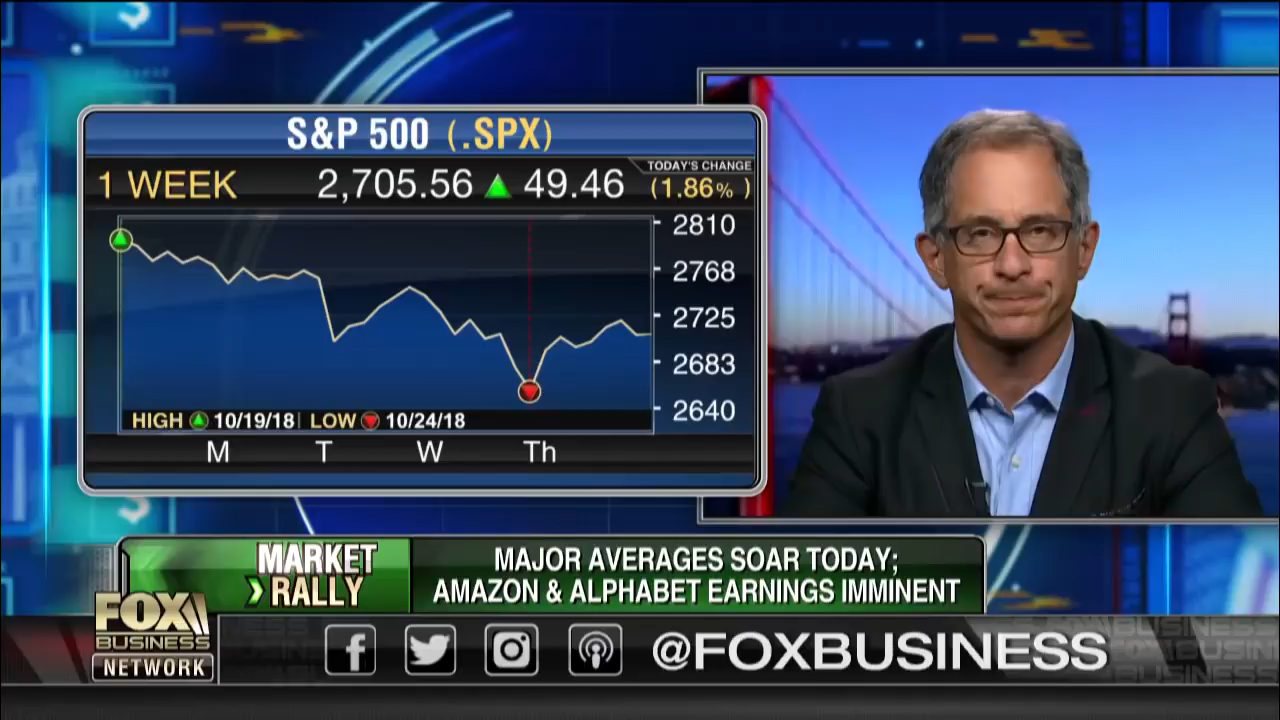 S&P 500 (.SPX)
1 WEEK 2,705.56 49.46
TODAY'S CHANGE
(1.86% )
2810
2768
2725
2683
2640
HIGH 10/19/18 LOW 10/24/18
M T W Th
MARKET
RALLY
MAJOR AVERAGES SOAR TODAY;
AMAZON & ALPHABET EARNINGS IMMINENT
FOX
BUSINESS
NETWORK
@FOXBUSINESS